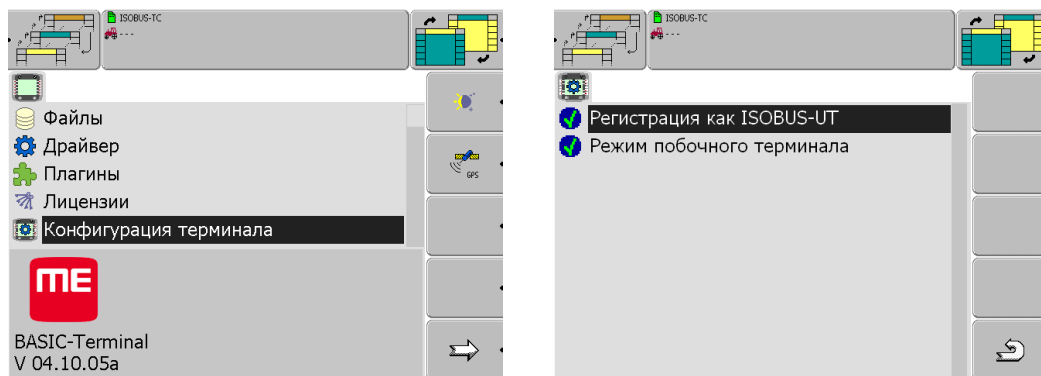 ISOBUS-TC
---
Файлы
Драйвер
GPS
Плагины
Лицензии
Конфигурация терминала
ME
BASIC-Terminal
V 04.10.05a
ISOBUS-TC
---
Регистрация как ISOBUS-UT
Режим побочного терминала